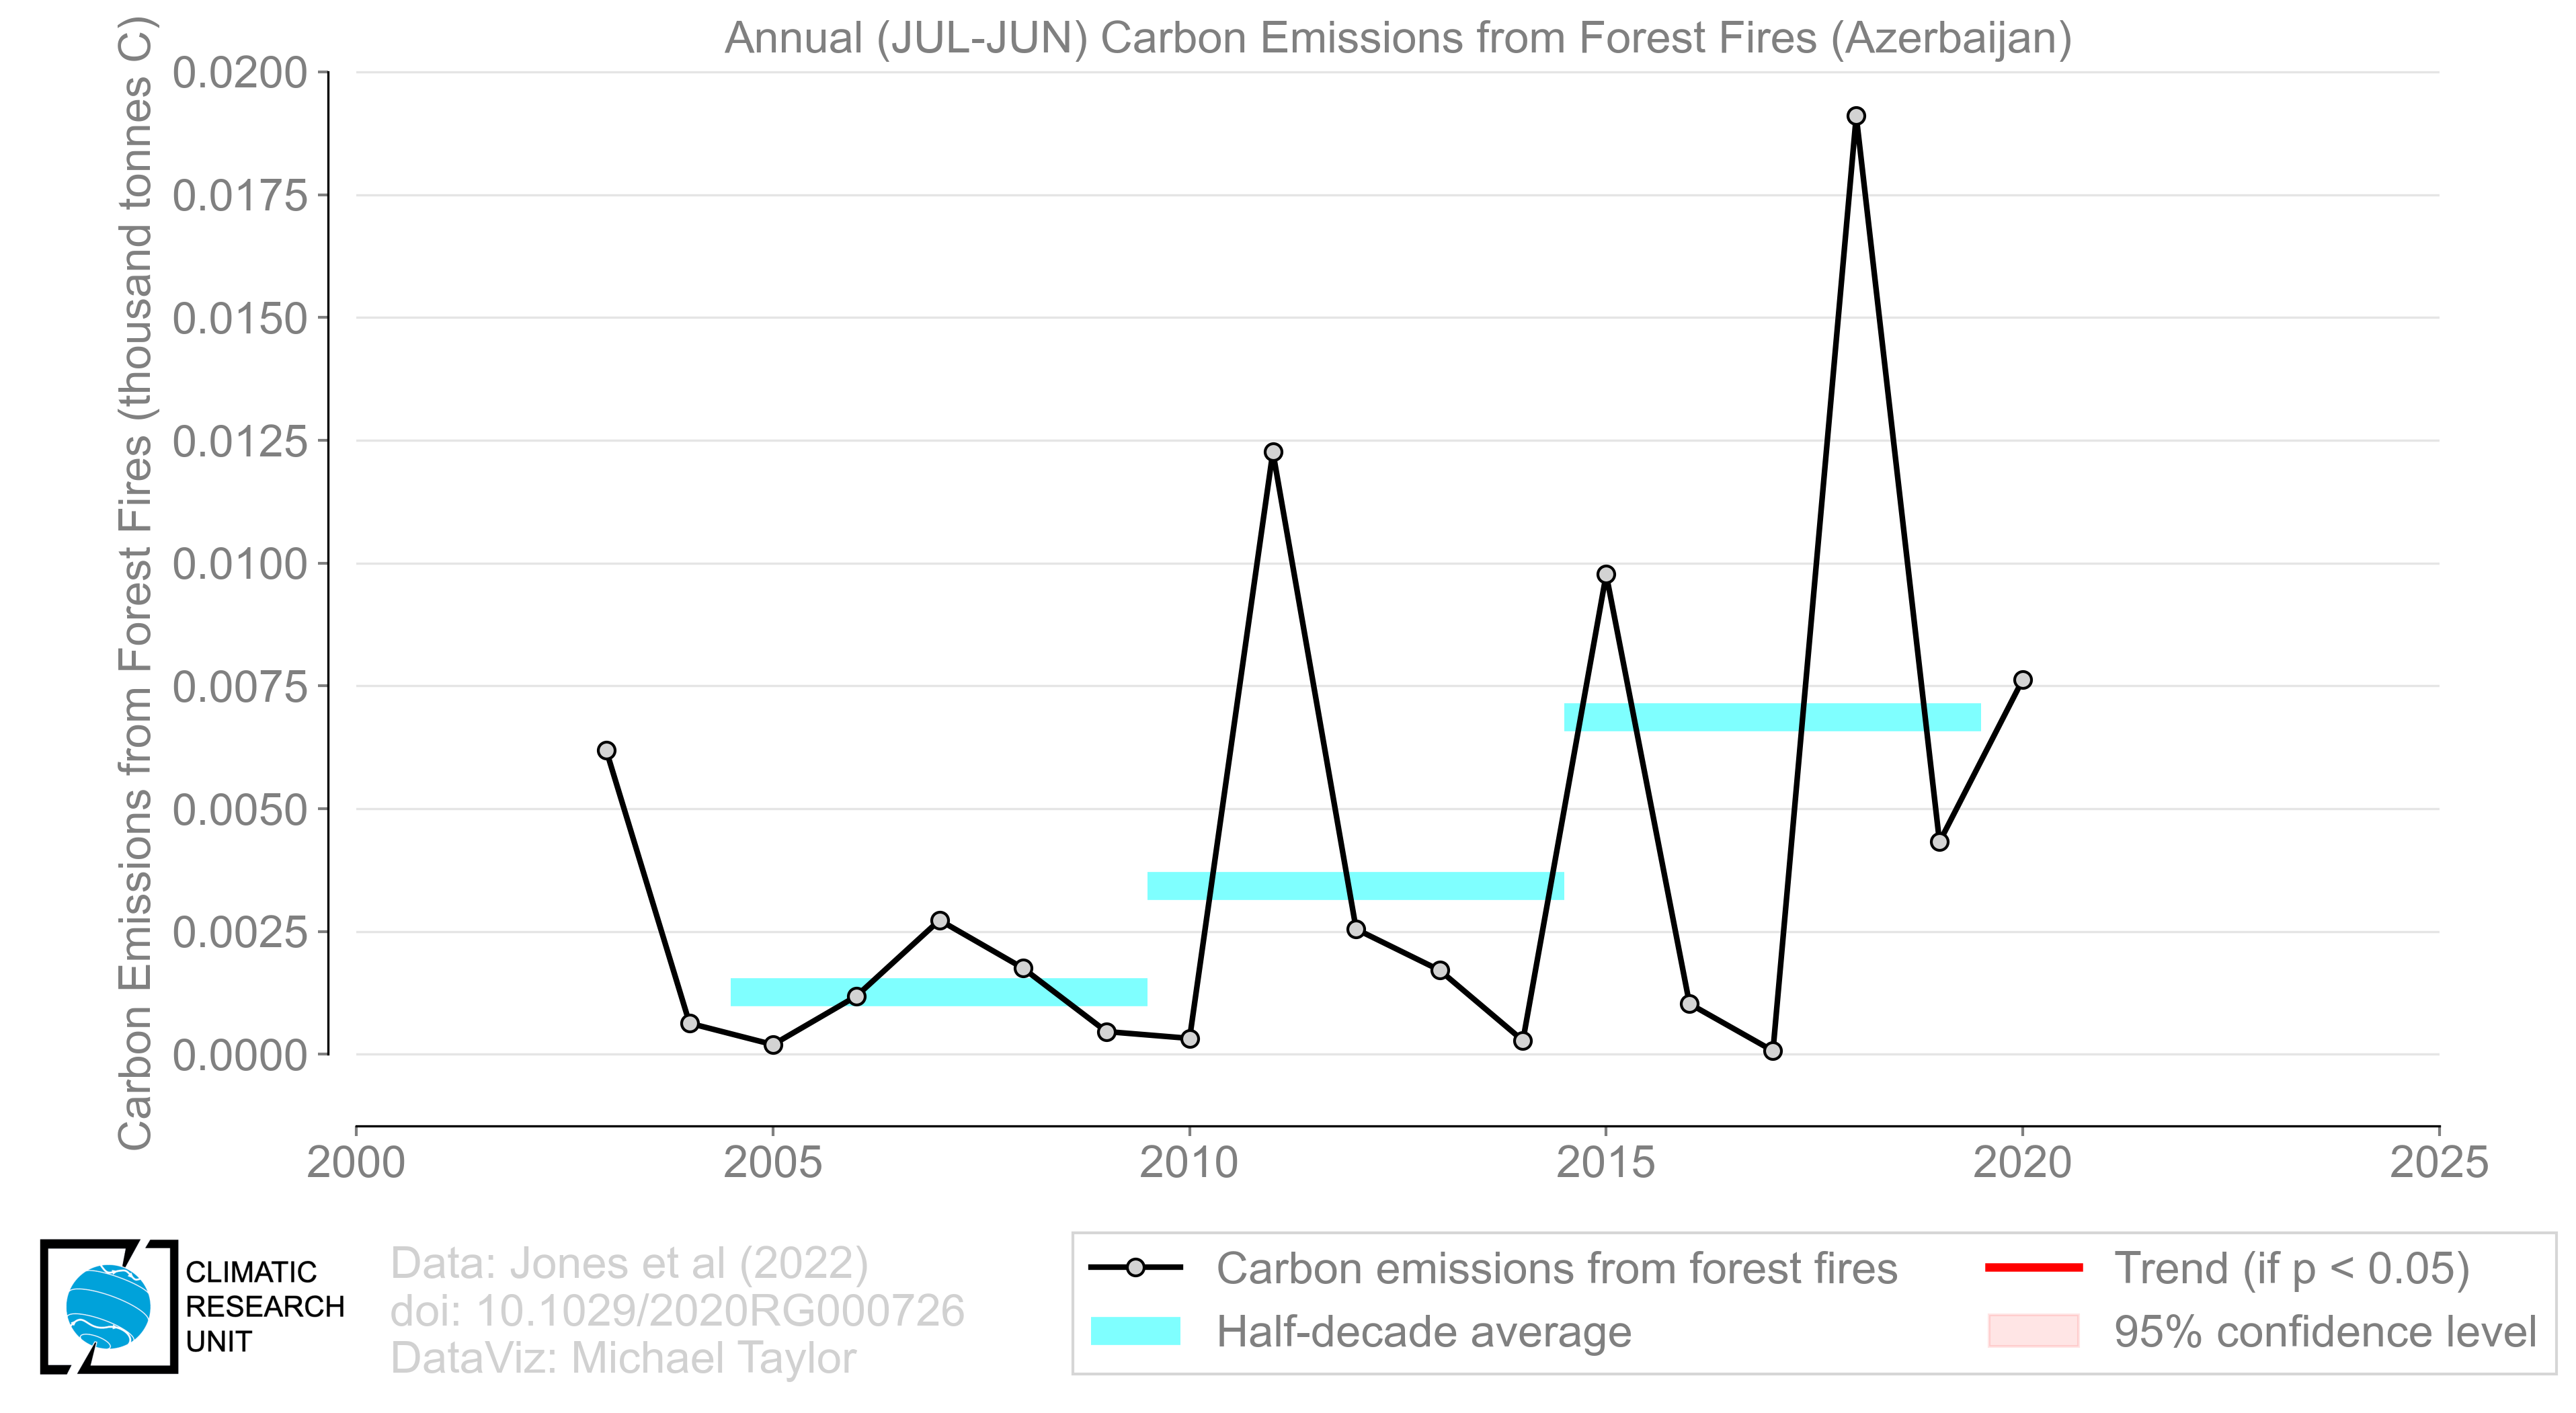 Annual (JUL-JUN) Carbon Emissions from Forest Fires (Azerbaijan)
Carbon Emissions from Forest Fires (thousand tonnes C)
0.0200
0.0175
0.0150
0.0125
0.0100
0.0075
0.0050
0.0025
0.0000
2000
2005
2010
2015
2020
2025
CLIMATIC
RESEARCH
UNIT
Data: Jones et al (2022)
doi: 10.1029/2020RG000726
DataViz: Michael Taylor
Carbon emissions from forest fires
Half-decade average
Trend (if p < 0.05)
95% confidence level